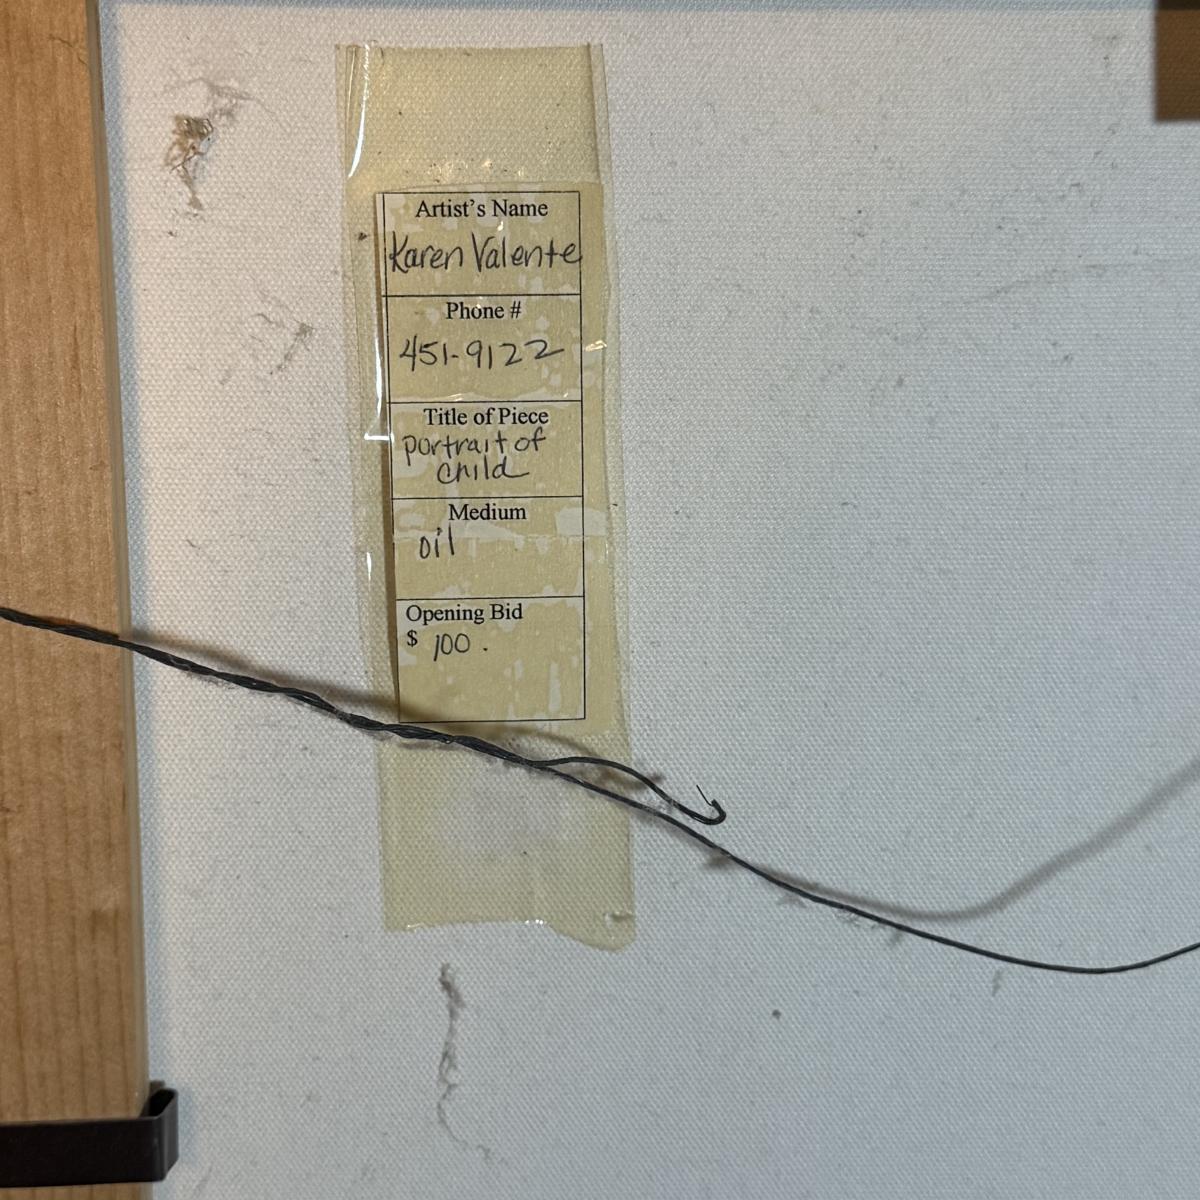 Artist's Name
Karen Valente
Phone #
451-9122
Title of Piece
portrait of
child
Medium
oil
Opening Bid
$ 100.